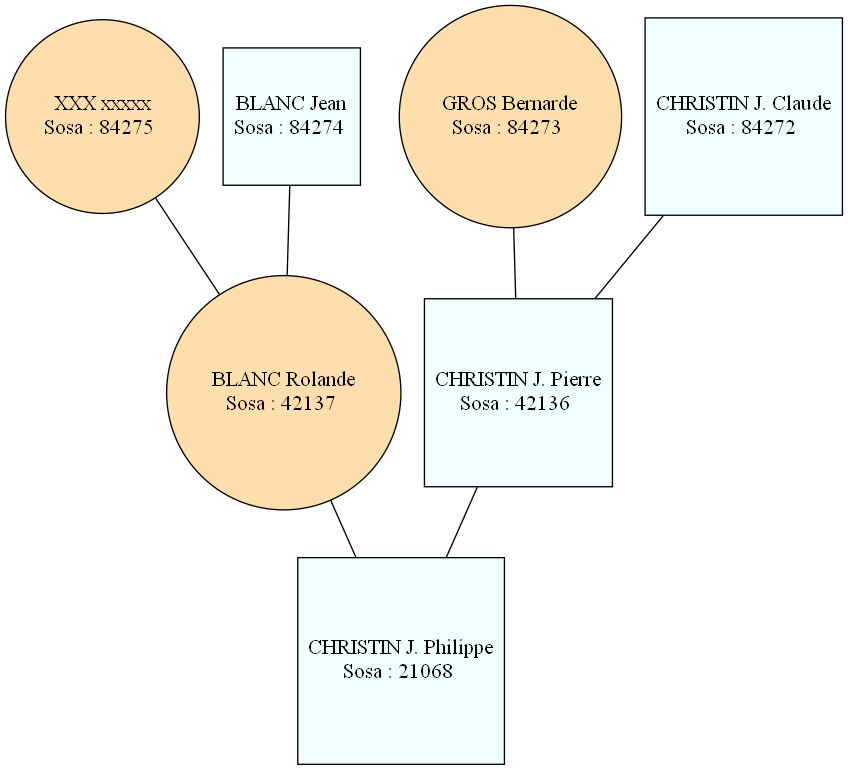 XXX xxxxx
Sosa : 84275
BLANC Jean
Sosa : 84274
GROS Bernarde
Sosa : 84273
CHRISTIN J. Claude
Sosa : 84272
BLANC Rolande
Sosa : 42137
CHRISTIN J. Pierre
Sosa : 42136
CHRISTIN J. Philippe
Sosa : 21068